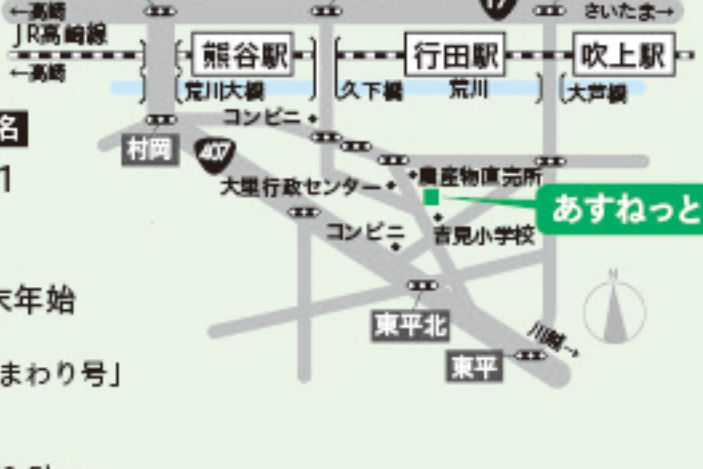 ←高崎
17
さいたま→
JR高崎線
←高崎
熊谷駅
行田駅
吹上駅
荒川大橋
久下橋
荒川
大芦橋
コンビニ
名
村岡
407
1
大里行政センター
農産物直売所
あすねっと
コンビニ
吉見小学校
N
末年始
東平北
川越→
東平
まわり号」